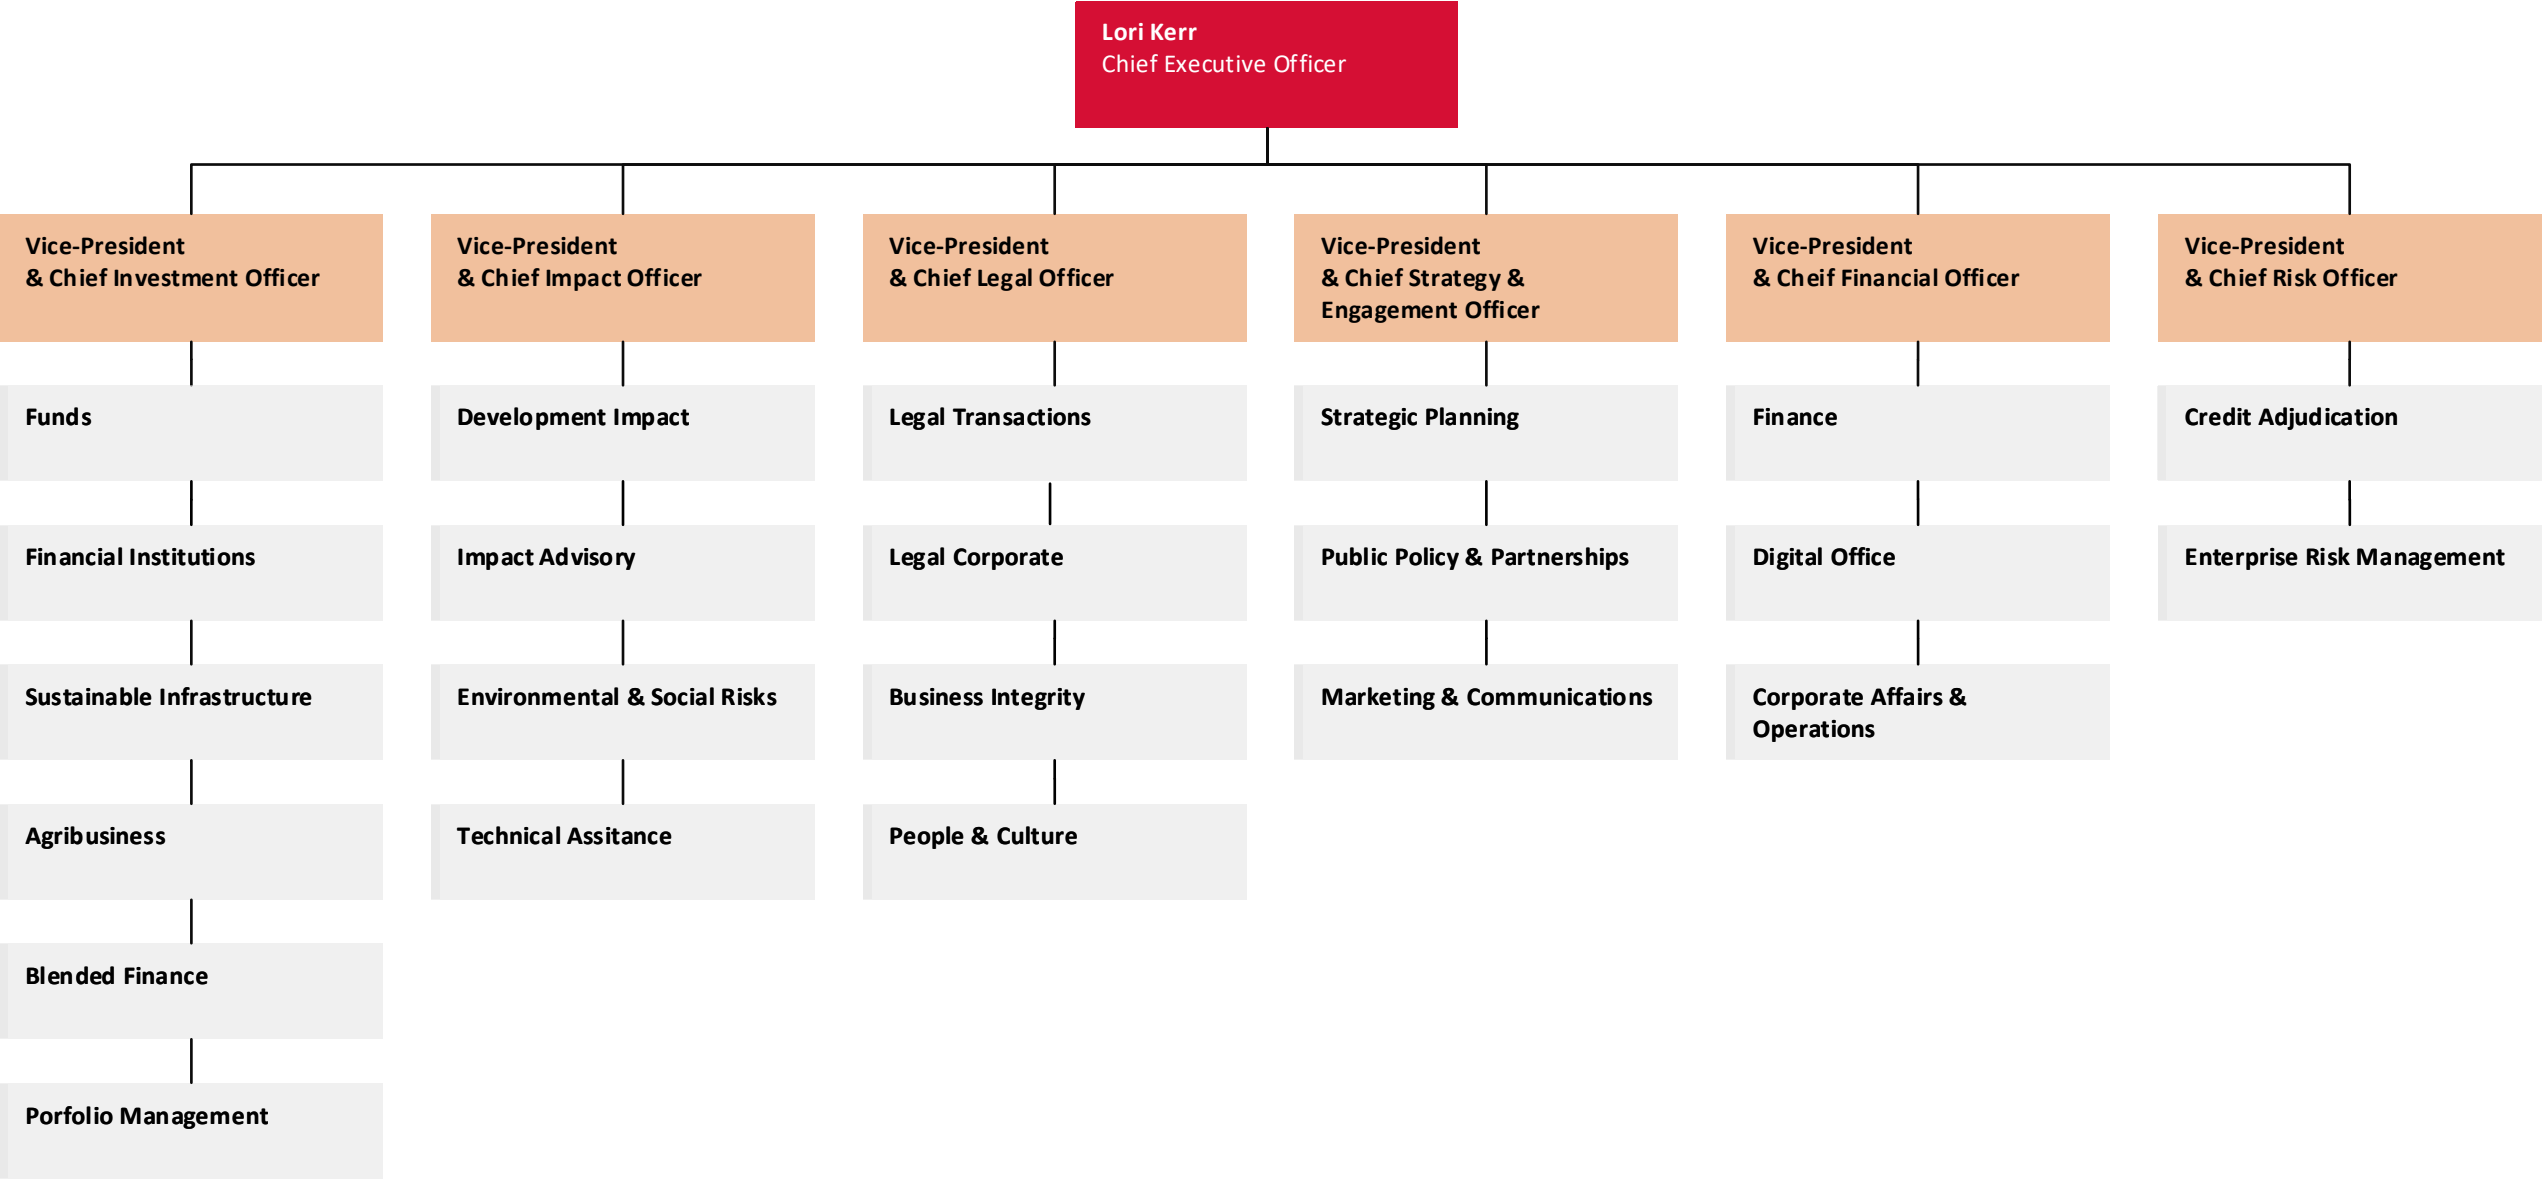 Lori Kerr
Chief Executive Officer
Vice-President
& Chief Investment Officer
Funds
Financial Institutions
Sustainable Infrastructure
Agribusiness
Blended Finance
Porfolio Management
Vice-President
& Chief Impact Officer
Development Impact
Impact Advisory
Environmental & Social Risks
Technical Assitance
Vice-President
& Chief Legal Officer
Legal Transactions
Legal Corporate
Business Integrity
People & Culture
Vice-President
& Chief Strategy &
Engagement Officer
Strategic Planning
Public Policy & Partnerships
Marketing & Communications
Vice-President
& Cheif Financial Officer
Finance
Digital Office
Corporate Affairs &
Operations
Vice-President
& Chief Risk Officer
Credit Adjudication
Enterprise Risk Management